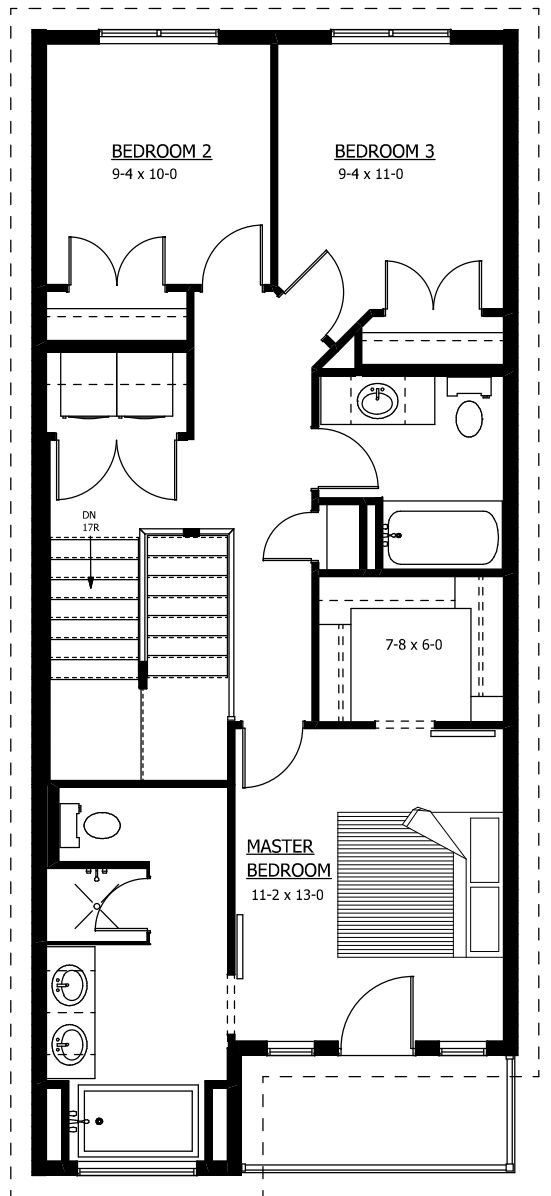 BEDROOM 2
9-4 x 10-0
BEDROOM 3
9-4 x 11-0
DN
17R
7-8 x 6-0
MASTER
BEDROOM
11-2 x 13-0